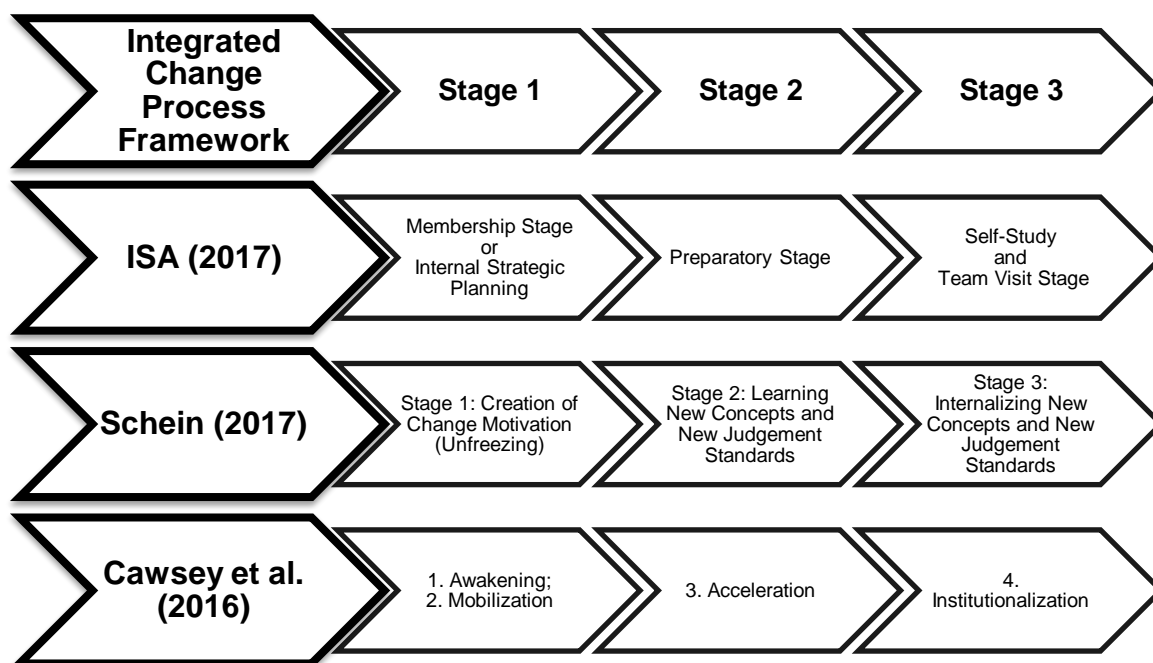 Integrated
Change
Process
Framework
Stage 1
Stage 2
Stage 3
ISA (2017)
Membership Stage
or
Internal Strategic
Planning
Preparatory Stage
Self-Study
and
Team Visit Stage
Schein (2017)
Stage 1: Creation of
Change Motivation
(Unfreezing)
Stage 2: Learning
New Concepts and
New Judgement
Standards
Stage 3:
Internalizing New
Concepts and New
Judgement
Standards
Cawsey et al.
(2016)
1. Awakening;
2. Mobilization
3. Acceleration
4.
Institutionalization